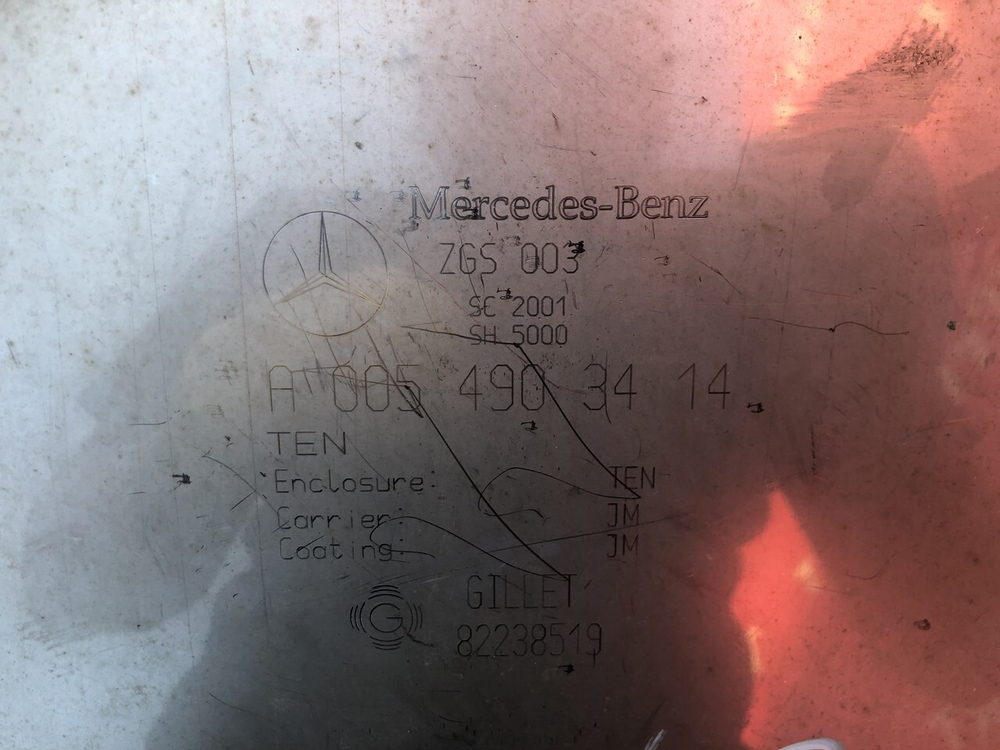 Mercedes-Benz
ZGS 003
SC 2001
SH 5000
A 005 490 34 14
TEN
Enclosure: TEN
Carrier: JM
Coating: JM
G
GILLET
82238519